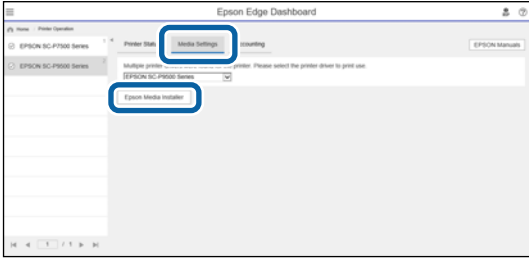 Epson Edge Dashboard
Home Printer Operation
EPSON SC-P7500 Series
EPSON SC-P9500 Series
Printer Stat
Media Settings
counting
EPSON Manuals
Multiple printer printer. Please select the printer driver to print use.
EPSON SC-P9500 Series
Epson Media Installer
1 / 1